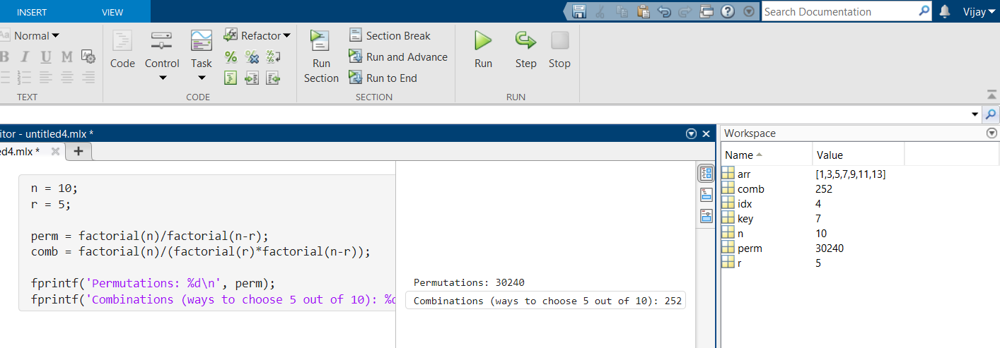 INSERT VIEW
Search Documentation Vijay
Aa Normal
B I U M
Code Control Task
Refactor
Run Section
Section Break
Run and Advance
Run to End
Run Step Stop
TEXT CODE SECTION RUN
itor - untitled4.mlx *
ed4.mlx *
n = 10;
r = 5;
perm = factorial(n)/factorial(n-r);
comb = factorial(n)/(factorial(r)*factorial(n-r));
fprintf('Permutations: %d\n', perm);
fprintf('Combinations (ways to choose 5 out of 10): %d
Permutations: 30240
Combinations (ways to choose 5 out of 10): 252
Workspace
Name Value
arr [1,3,5,7,9,11,13]
comb 252
idx 4
key 7
n 10
perm 30240
r 5